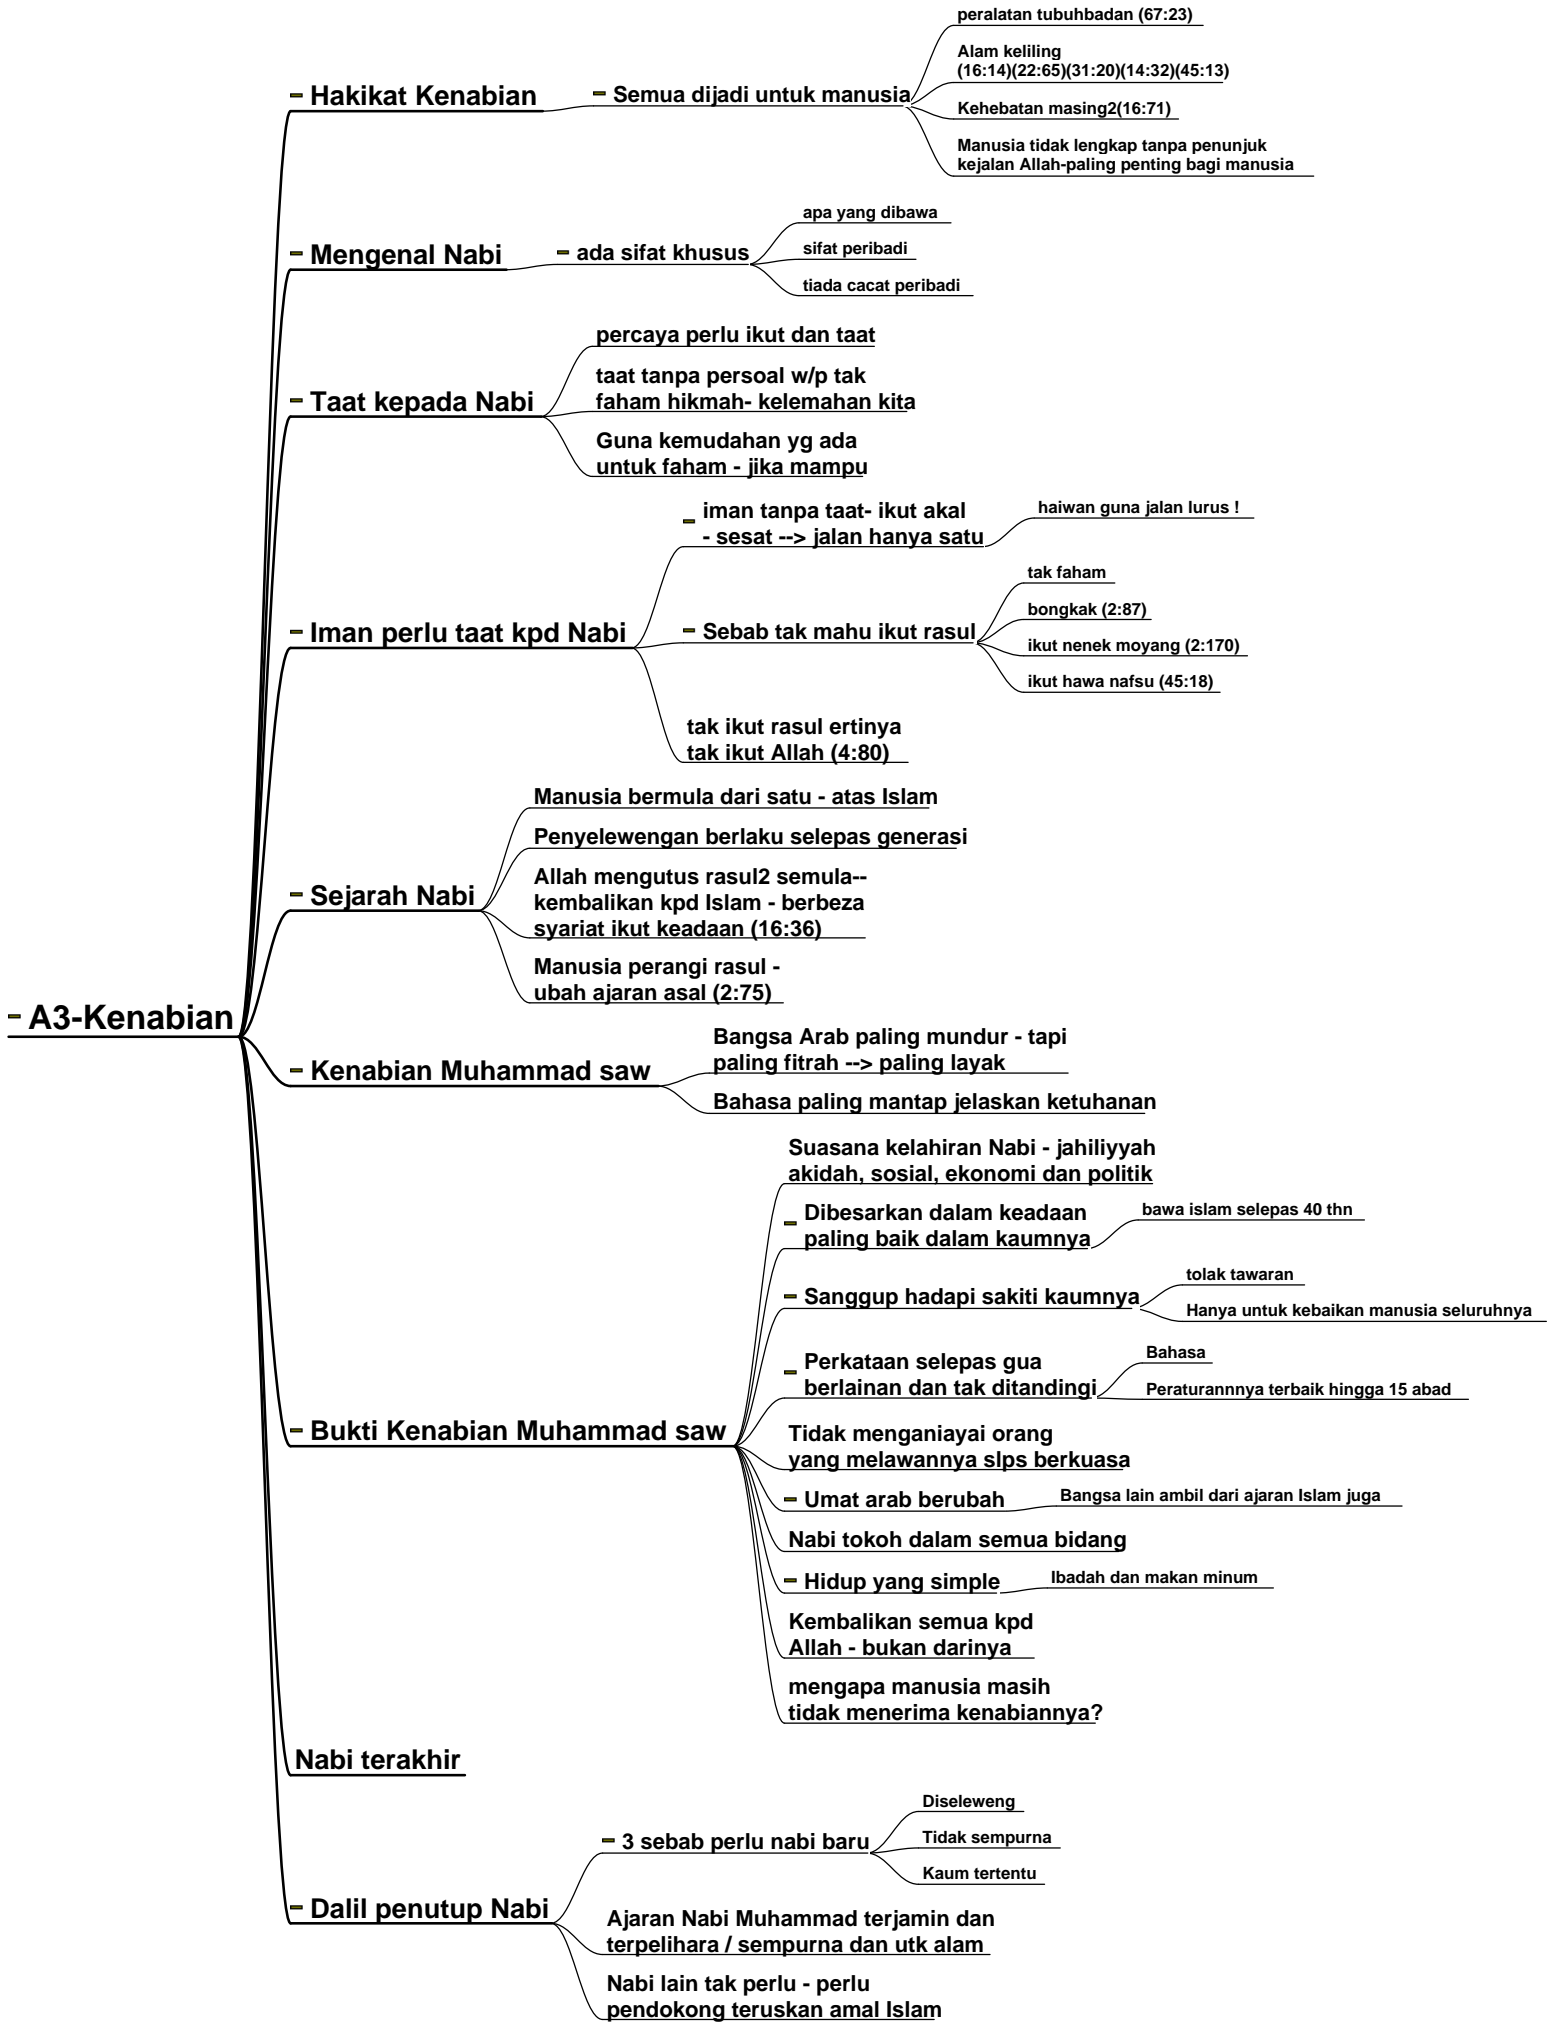 A3-Kenabian
Hakikat Kenabian
Semua dijadi untuk manusia
peralatan tubuhbadan (67:23)
Alam keliling
(16:14)(22:65)(31:20)(14:32)(45:13)
Kehebatan masing2(16:71)
Manusia tidak lengkap tanpa penunjuk
kejalan Allah-paling penting bagi manusia
Mengenal Nabi
ada sifat khusus
apa yang dibawa
sifat peribadi
tiada cacat peribadi
Taat kepada Nabi
percaya perlu ikut dan taat
taat tanpa persoal w/p tak
faham hikmah- kelemahan kita
Guna kemudahan yg ada
untuk faham - jika mampu
Iman perlu taat kpd Nabi
iman tanpa taat- ikut akal
- sesat --> jalan hanya satu
haiwan guna jalan lurus !
Sebab tak mahu ikut rasul
tak faham
bongkak (2:87)
ikut nenek moyang (2:170)
ikut hawa nafsu (45:18)
tak ikut rasul ertinya
tak ikut Allah (4:80)
Sejarah Nabi
Manusia bermula dari satu - atas Islam
Penyelewengan berlaku selepas generasi
Allah mengutus rasul2 semula--
kembalikan kpd Islam - berbeza
syariat ikut keadaan (16:36)
Manusia perangi rasul -
ubah ajaran asal (2:75)
Kenabian Muhammad saw
Bangsa Arab paling mundur - tapi
paling fitrah --> paling layak
Bahasa paling mantap jelaskan ketuhanan
Bukti Kenabian Muhammad saw
Suasana kelahiran Nabi - jahiliyyah
akidah, sosial, ekonomi dan politik
Dibesarkan dalam keadaan
paling baik dalam kaumnya
bawa islam selepas 40 thn
Sanggup hadapi sakiti kaumnya
tolak tawaran
Hanya untuk kebaikan manusia seluruhnya
Perkataan selepas gua
berlainan dan tak ditandingi
Bahasa
Peraturannnya terbaik hingga 15 abad
Tidak menganiayai orang
yang melawannya slps berkuasa
Umat arab berubah
Bangsa lain ambil dari ajaran Islam juga
Nabi tokoh dalam semua bidang
Hidup yang simple
Ibadah dan makan minum
Kembalikan semua kpd
Allah - bukan darinya
mengapa manusia masih
tidak menerima kenabiannya?
Nabi terakhir
Dalil penutup Nabi
3 sebab perlu nabi baru
Diseleweng
Tidak sempurna
Kaum tertentu
Ajaran Nabi Muhammad terjamin dan
terpelihara / sempurna dan utk alam
Nabi lain tak perlu - perlu
pendokong teruskan amal Islam